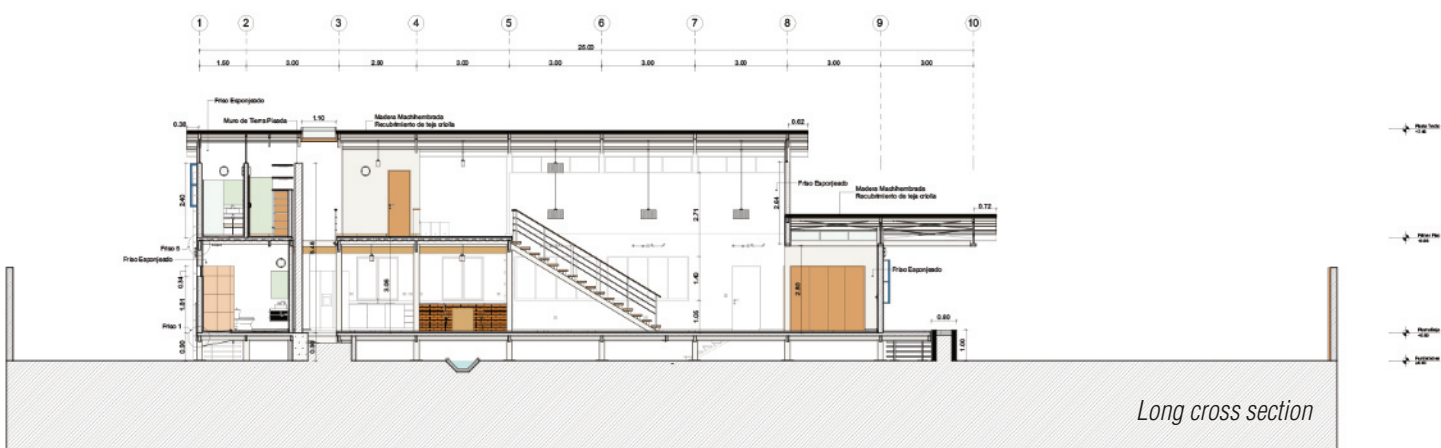 1 2 3 4 5 6 7 8 9 10
25.00
1.50 3.00 2.50 3.00 3.00 3.00 3.00 3.00 3.00
Friso Esponjeado
Muro de Tierra Pisada
1.10
Madera Machihembrada
Recubrimiento de teja criolla
0.38
0.62
Friso Esponjeado
Madera Machihembrada
Recubrimiento de teja criolla
0.72
2.40
2.71
2.64
Friso 5
Friso Esponjeado
3.06
1.40
2.80
Friso Esponjeado
1.01
1.05
Friso 1
0.50
0.80
1.00
Long cross section